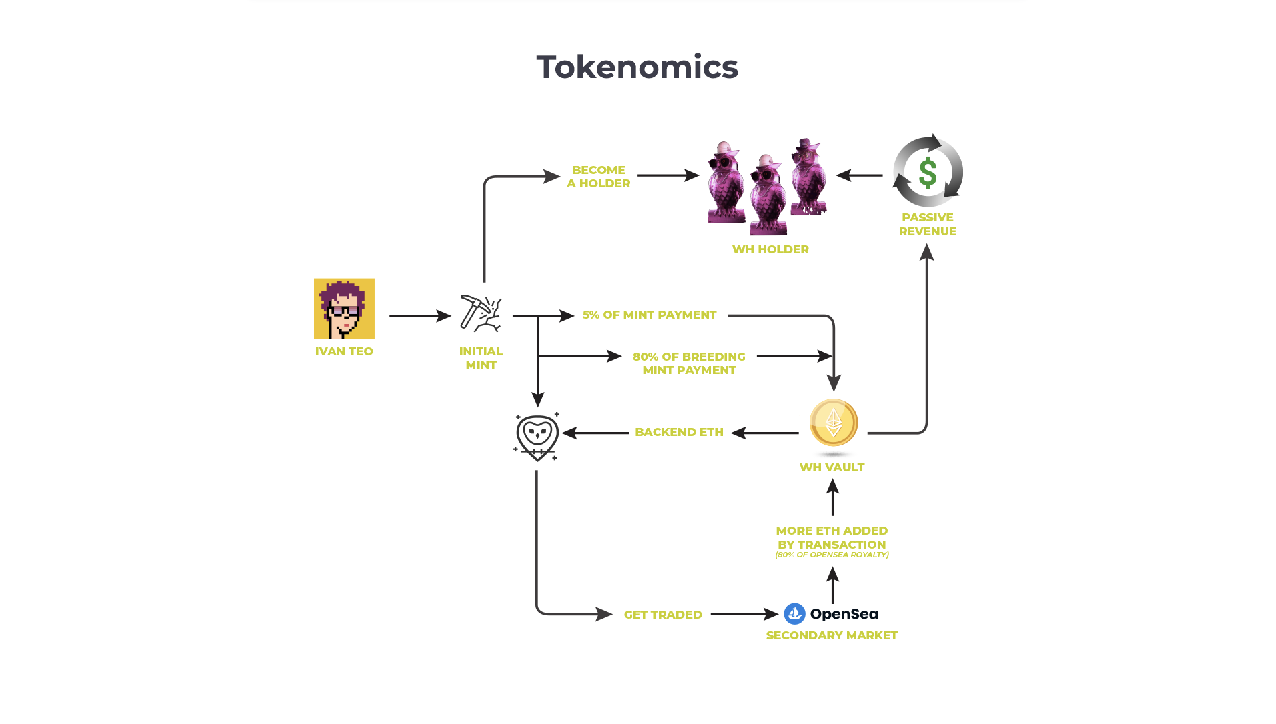 Tokenomics
BECOME
A HOLDER
WH HOLDER
PASSIVE
REVENUE
IVAN TEO
INITIAL
MINT
5% OF MINT PAYMENT
80% OF BREEDING
MINT PAYMENT
BACKEND ETH
WH VAULT
MORE ETH ADDED
BY TRANSACTION
(80% OF OPENSEA ROYALTY)
GET TRADED
OpenSea
SECONDARY MARKET